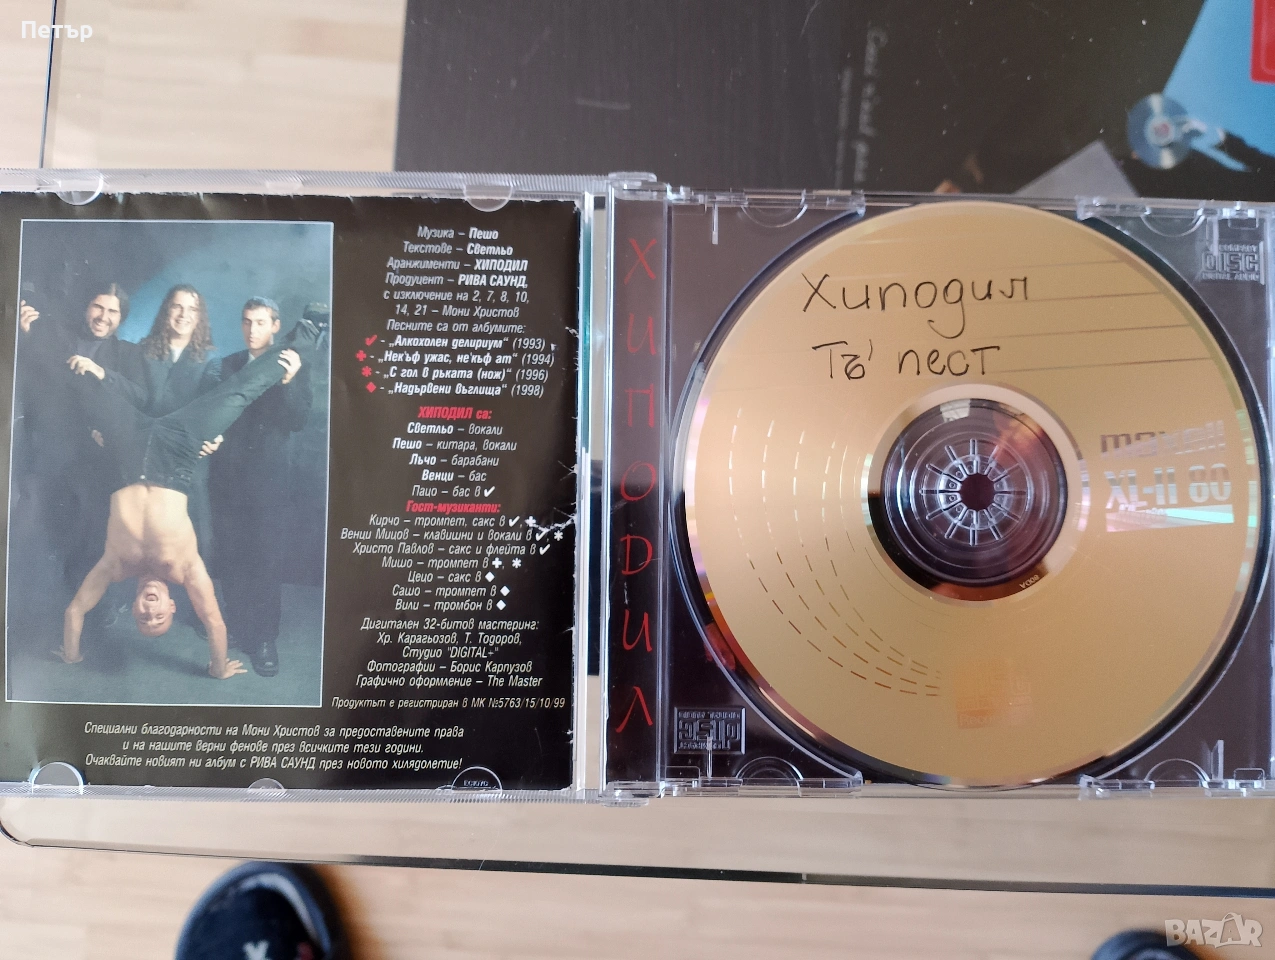 Петър
Музика – Пешо
Текстове – Светльо
Аранжименти – ХИПОДИЛ
Продуцент – РИВА САУНД,
с изключение на 2, 7, 8, 10,
14, 21 – Мони Христов
Песните са от албумите:
✔ - „Алкохолен делириум“ (1993)
✚ - „Нек'ъф ужас, не'къф ат“ (1994)
✱ - „С гол в ръката (нож)“ (1996)
◆ - „Надървени въглища“ (1998)
ХИПОДИЛ са:
Светльо – вокали
Пешо – китара, вокали
Льчо – барабани
Венци – бас
Пацо – бас в ✔
Гост-музиканти:
Кирчо – тромпет, сакс в ✔, ✚
Венци Мицов – клавишни и вокали в ✔, ✱
Христо Павлов – сакс и флейта в ✔
Мишо – тромпет в ✚, ✱
Цецо – сакс в ◆
Сашо – тромпет в ◆
Вили – тромбон в ◆
Дигитален 32-битов мастеринг:
Хр. Карагьозов, Т. Тодоров,
Студио "DIGITAL+"
Фотографии – Борис Карпузов
Графично оформление – The Master
Продуктът е регистриран в МК №5763/15/10/99
Специални благодарности на Мони Христов за предоставените права
и на нашите верни фенове през всичките тези години.
Очаквайте новият ни албум с РИВА САУНД през новото хилядолетие!
ХИПОДИЛ
Хиподил
Тъ' пест
maxell
XL-II 80
COMPACT
DISC
DIGITAL AUDIO
BAZAR